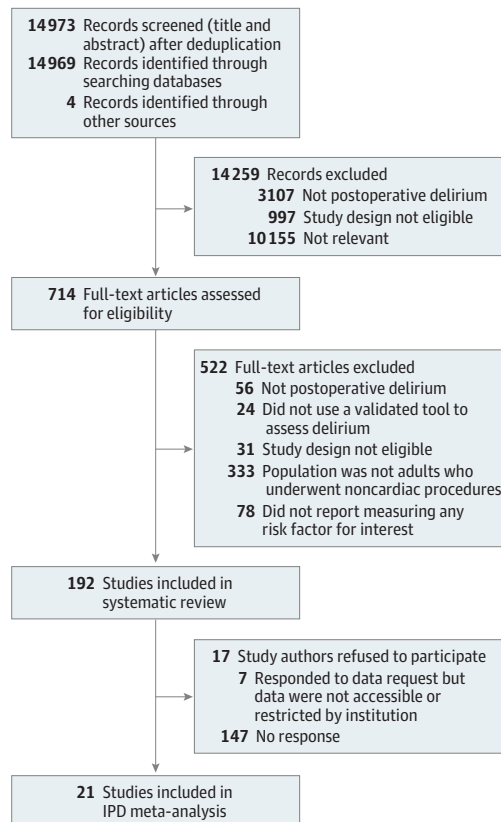 14973 Records screened (title and
abstract) after deduplication
14969 Records identified through
searching databases
4 Records identified through
other sources
14259 Records excluded
3107 Not postoperative delirium
997 Study design not eligible
10155 Not relevant
714 Full-text articles assessed
for eligibility
522 Full-text articles excluded
56 Not postoperative delirium
24 Did not use a validated tool to
assess delirium
31 Study design not eligible
333 Population was not adults who
underwent noncardiac procedures
78 Did not report measuring any
risk factor for interest
192 Studies included in
systematic review
17 Study authors refused to participate
7 Responded to data request but
data were not accessible or
restricted by institution
147 No response
21 Studies included in
IPD meta-analysis